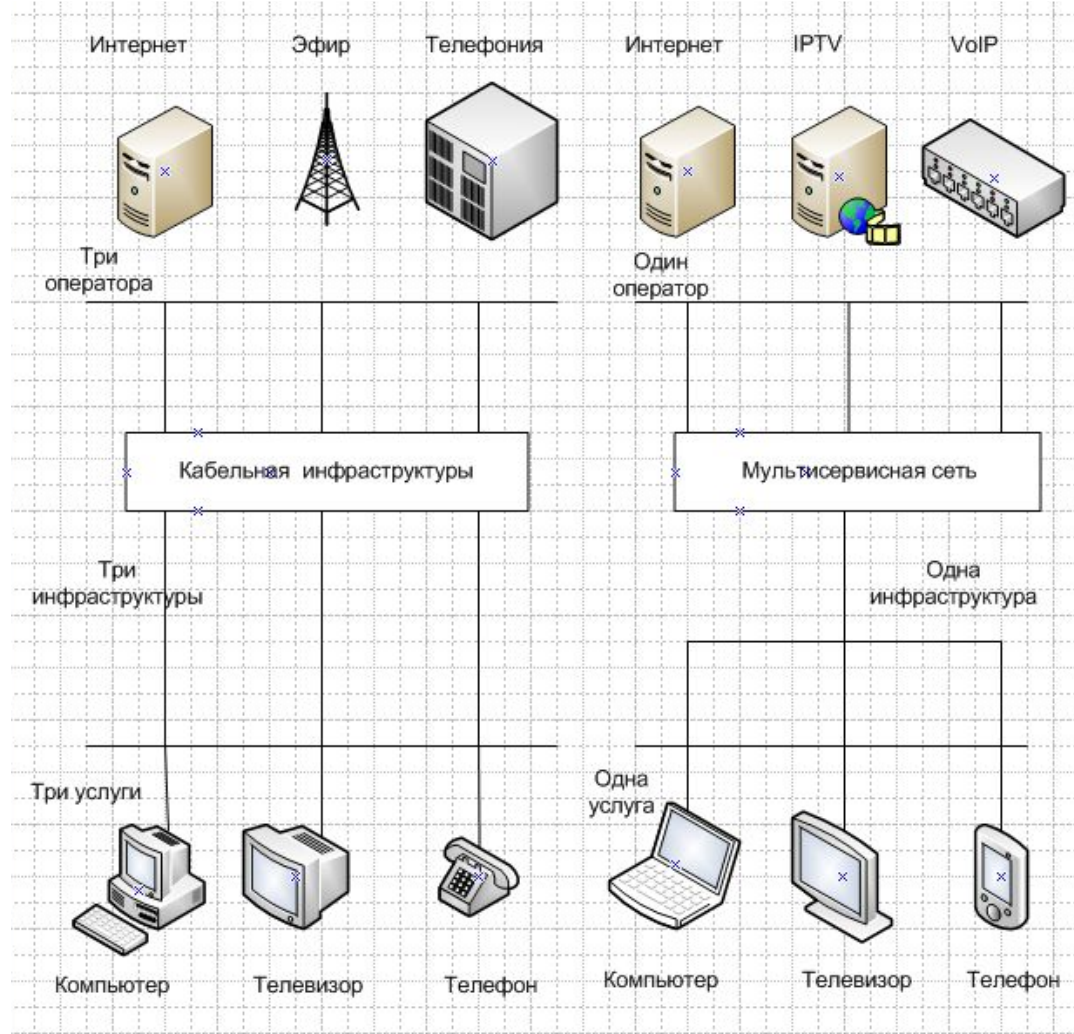 Интернет
Эфир
Телефония
Интернет
IPTV
VoIP
Три
оператора
Один
оператор
Кабельная инфраструктуры
Мультисервисная сеть
Три
инфраструктуры
Одна
инфраструктура
Три услуги
Одна
услуга
Компьютер
Телевизор
Телефон
Компьютер
Телевизор
Телефон